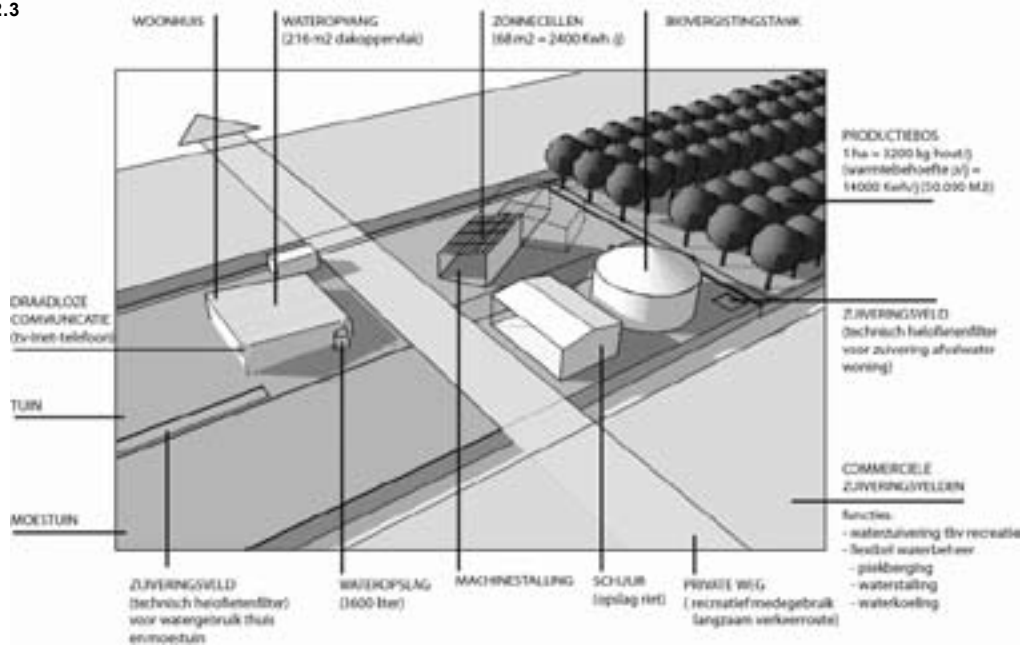 2.3
WOONHUIS
WATEROPVANG
(216 m2 dakoppervlak)
ZONNECELLEN
(68 m2 = 2400 Kwh /j)
BIOVERGISTINGSTANK
PRODUCTIEBOS
1 ha = 3200 kg hout/j
(warmtebehoefte p/j =
14000 Kwh/j (50.000 MJ)
DRAADLOZE
COMMUNICATIE
(tv-inet-telefoon)
ZUIVERINGSVELD
(technisch helofietenfilter
voor zuivering afvalwater
woning)
TUIN
MOESTUIN
COMMERCIELE
ZUIVERINGSVELDEN
functies
- waterzuivering tbv recreatie
- flexibel waterbeheer
- piekberging
- waterstalling
- waterkoeling
ZUIVERINGSVELD
(technisch helofietenfilter)
voor watergebruik thuis
en moestuin
WATEROPSLAG
(3600 liter)
MACHINESTALLING
SCHUUR
(opslag riet)
PRIVATE WEG
( recreatief medegebruik
langzaam verkeerroute)